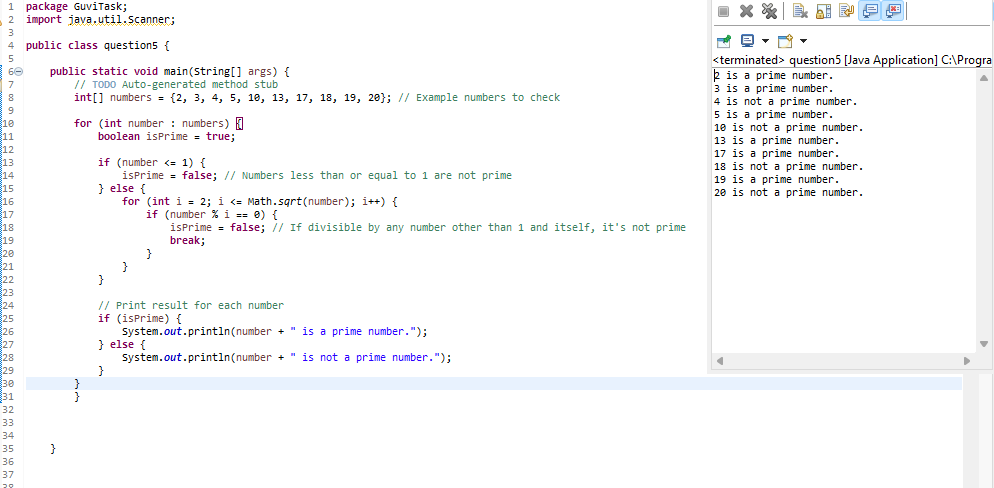 1 package GuviTask;
2 import java.util.Scanner;
3
4 public class question5 {
5
6     public static void main(String[] args) {
7         // TODO Auto-generated method stub
8         int[] numbers = {2, 3, 4, 5, 10, 13, 17, 18, 19, 20}; // Example numbers to check
9
10         for (int number : numbers) {
11             boolean isPrime = true;
12
13             if (number <= 1) {
14                 isPrime = false; // Numbers less than or equal to 1 are not prime
15             } else {
16                 for (int i = 2; i <= Math.sqrt(number); i++) {
17                     if (number % i == 0) {
18                         isPrime = false; // If divisible by any number other than 1 and itself, it's not prime
19                         break;
20                     }
21                 }
22             }
23
24             // Print result for each number
25             if (isPrime) {
26                 System.out.println(number + " is a prime number.");
27             } else {
28                 System.out.println(number + " is not a prime number.");
29             }
30         }
31         }
32
33
34
35     }
36
37
38
<terminated> question5 [Java Application] C:\Progra
2 is a prime number.
3 is a prime number.
4 is not a prime number.
5 is a prime number.
10 is not a prime number.
13 is a prime number.
17 is a prime number.
18 is not a prime number.
19 is a prime number.
20 is not a prime number.